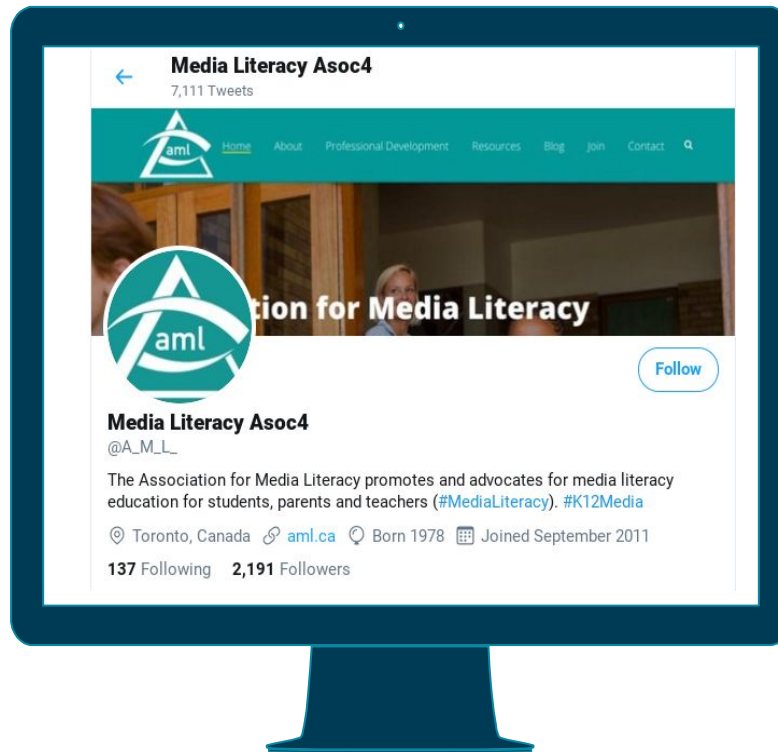 Media Literacy Asoc4
7,111 Tweets
aml
Home About Professional Development Resources Blog Join Contact
tion for Media Literacy
aml
Follow
Media Literacy Asoc4
@A_M_L_
The Association for Media Literacy promotes and advocates for media literacy
education for students, parents and teachers (#MediaLiteracy). #K12Media
Toronto, Canada aml.ca Born 1978 Joined September 2011
137 Following 2,191 Followers